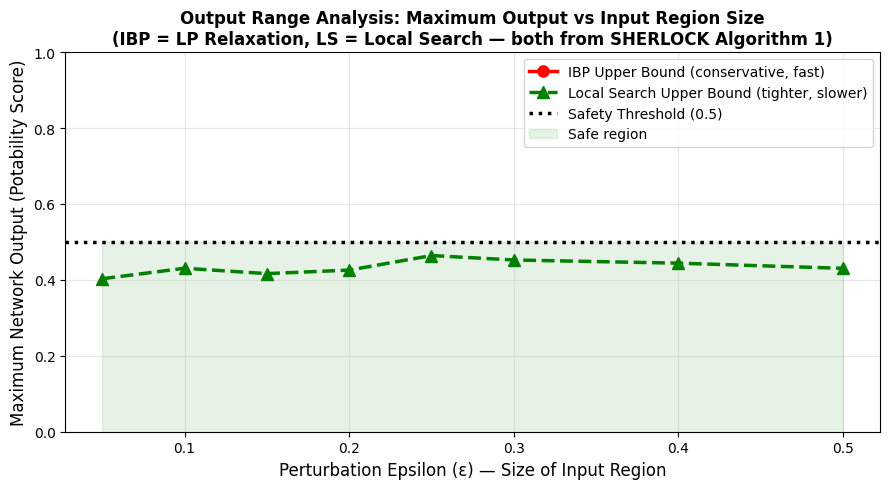 Output Range Analysis: Maximum Output vs Input Region Size
(IBP = LP Relaxation, LS = Local Search — both from SHERLOCK Algorithm 1)
Maximum Network Output (Potability Score)
1.0
0.8
0.6
0.4
0.2
0.0
IBP Upper Bound (conservative, fast)
Local Search Upper Bound (tighter, slower)
Safety Threshold (0.5)
Safe region
0.1 0.2 0.3 0.4 0.5
Perturbation Epsilon (ε) — Size of Input Region